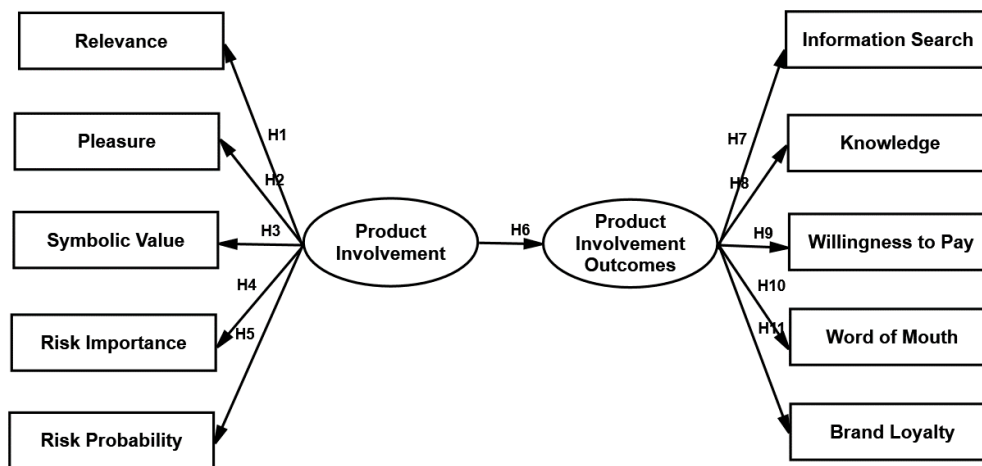 Relevance
Pleasure
Symbolic Value
Risk Importance
Risk Probability
H1
H2
H3
H4
H5
Product
Involvement
H6
Product
Involvement
Outcomes
H7
H8
H9
H10
H11
Information Search
Knowledge
Willingness to Pay
Word of Mouth
Brand Loyalty